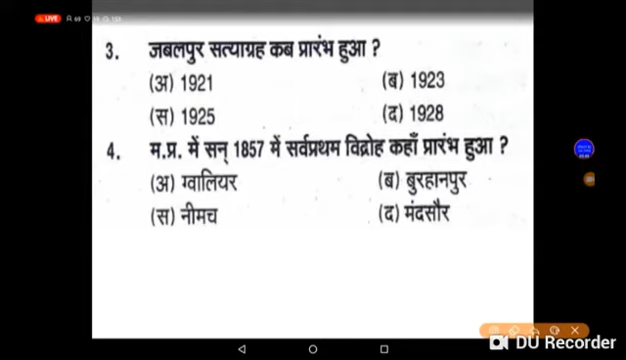 LIVE
3. जबलपुर सत्याग्रह कब प्रारंभ हुआ ?
(अ) 1921 (ब) 1923
(स) 1925 (द) 1928
4. म.प्र. में सन् 1857 में सर्वप्रथम विद्रोह कहाँ प्रारंभ हुआ ?
(अ) ग्वालियर (ब) बुरहानपुर
(स) नीमच (द) मंदसौर
DU Recorder